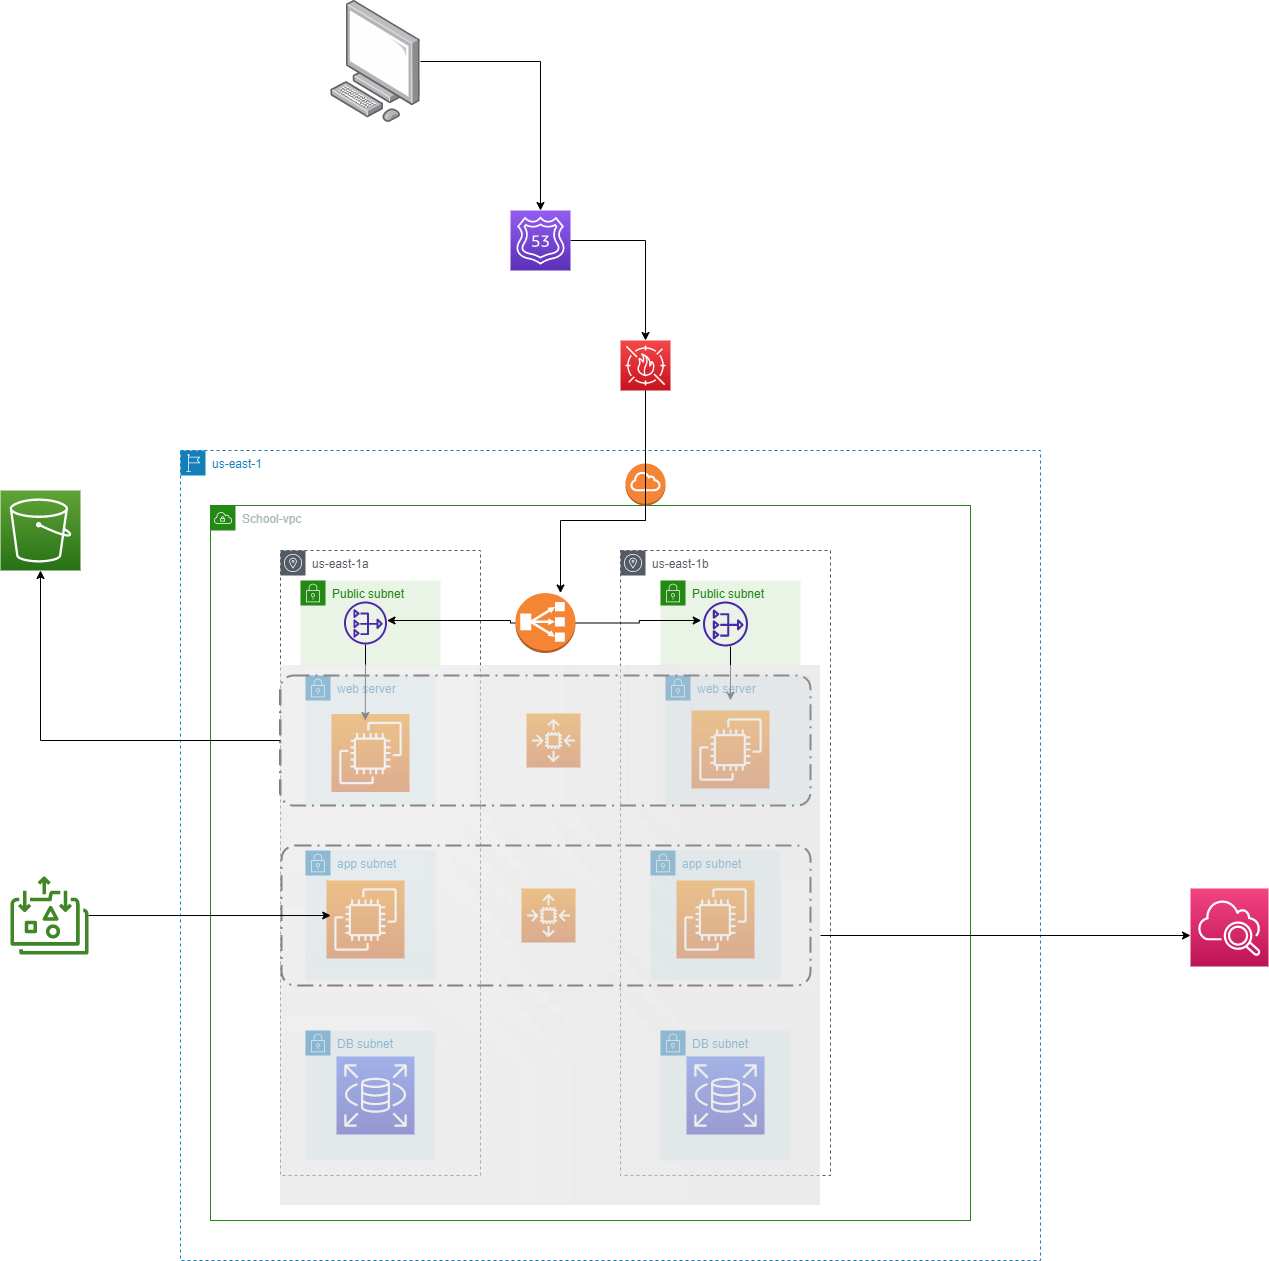 53
us-east-1
School-vpc
us-east-1a
us-east-1b
Public subnet
Public subnet
web server
web server
app subnet
app subnet
DB subnet
DB subnet